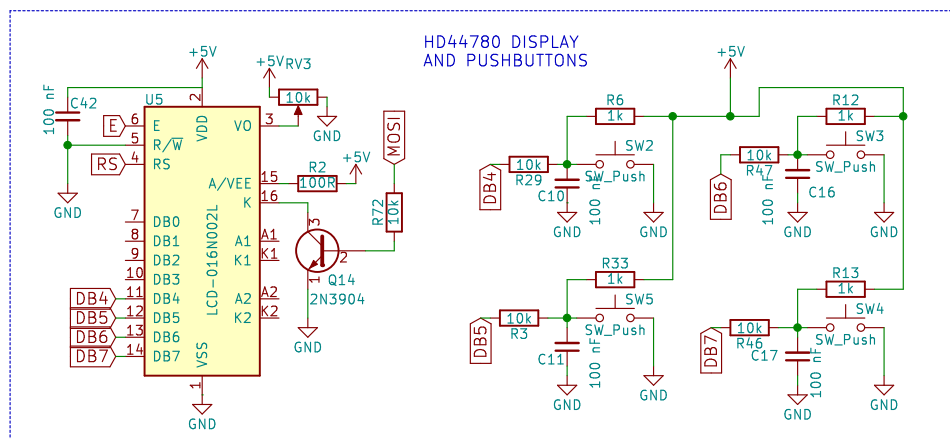 HD44780 DISPLAY
AND PUSHBUTTONS
+5V
+5V
RV3
10k
GND
C42
100 nF
GND
U5
LCD-016N002L
2
VDD
E
6
E
5
R/W
RS
4
RS
7
DB0
8
DB1
9
DB2
10
DB3
DB4
11
DB4
DB5
12
DB5
DB6
13
DB6
DB7
14
DB7
VO
3
A/VEE
15
K
16
A1
A1
K1
K1
A2
A2
K2
K2
VSS
1
GND
R2
100R
+5V
MOSI
R72
10k
3
2
1
Q14
2N3904
GND
+5V
R6
1k
SW2
SW_Push
DB4
10k
R29
C10
100 nF
GND
GND
R12
1k
SW3
SW_Push
DB6
10k
R47
C16
100 nF
GND
GND
R33
1k
SW5
SW_Push
DB5
10k
R3
C11
100 nF
GND
GND
R13
1k
SW4
SW_Push
DB7
10k
R46
C17
100 nF
GND
GND